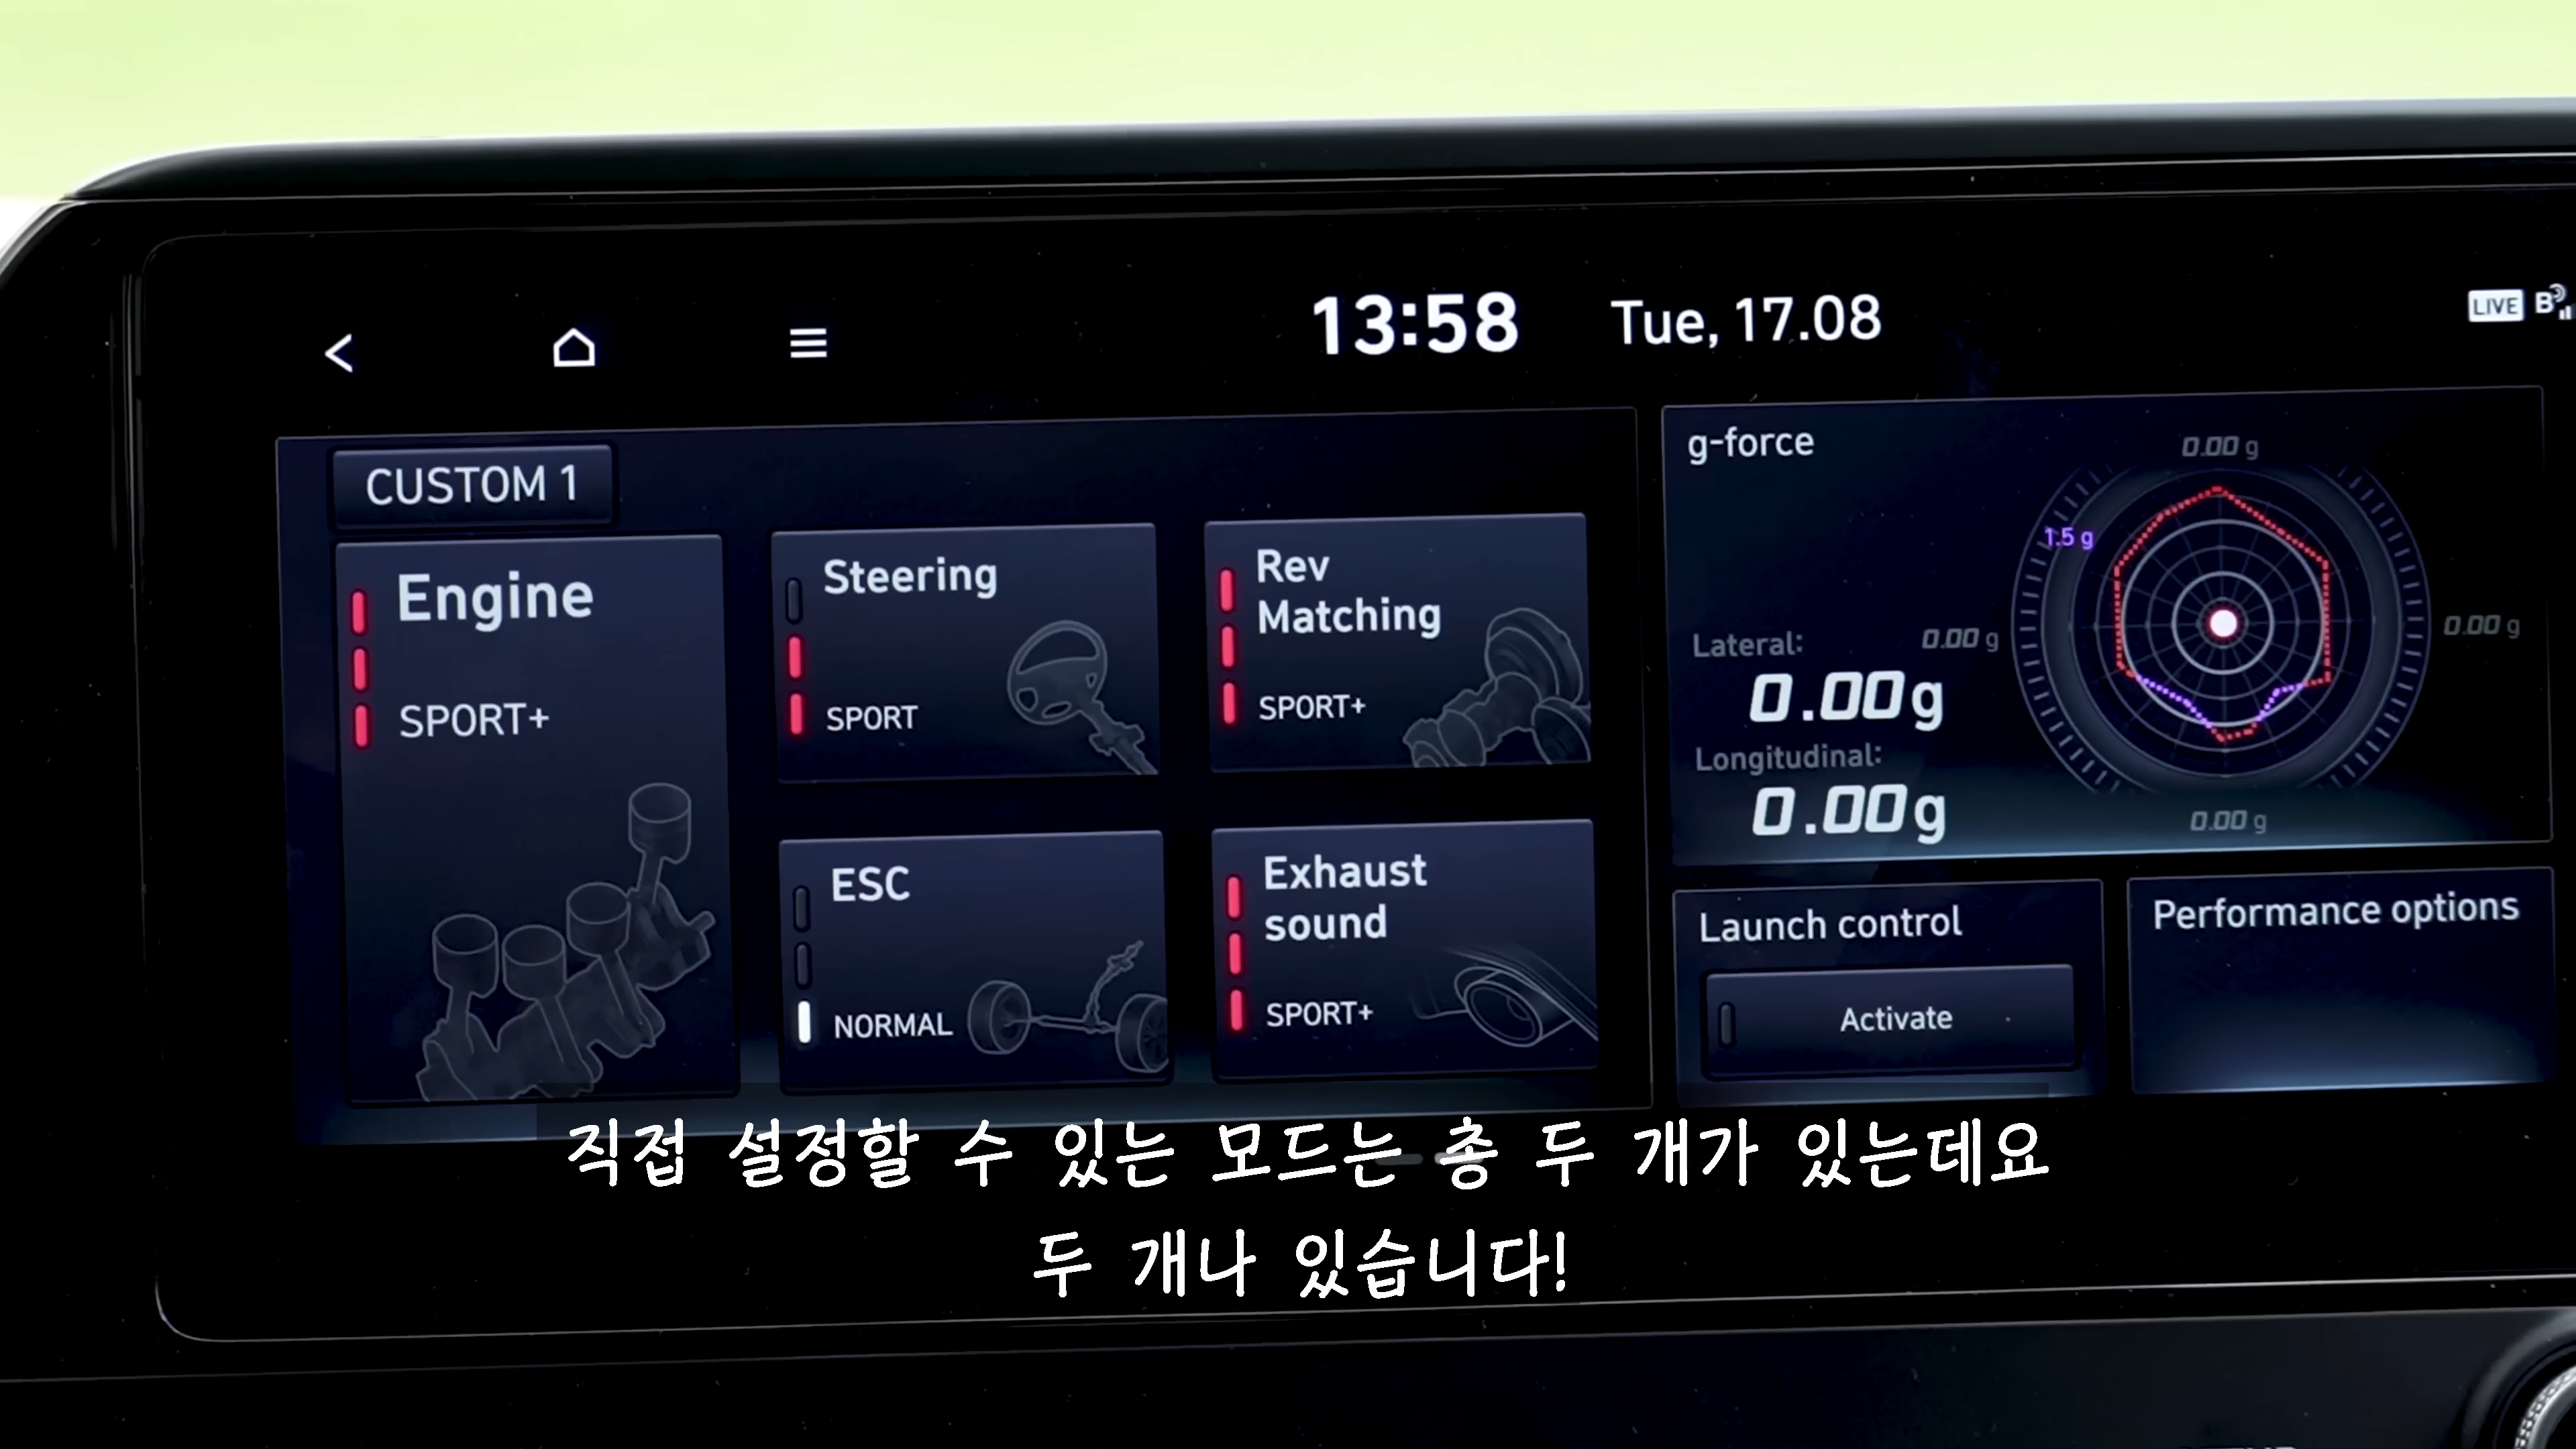 13:58
Tue, 17.08
LIVE
CUSTOM 1
Engine
SPORT+
Steering
SPORT
Rev
Matching
SPORT+
ESC
NORMAL
Exhaust
sound
SPORT+
g-force
0.00 g
1.5 g
Lateral:
0.00 g
0.00 g
0.00g
Longitudinal:
0.00g
0.00 g
Launch control
Activate
Performance options
직접 설정할 수 있는 모드는 총 두 개가 있는데요
두 개나 있습니다!